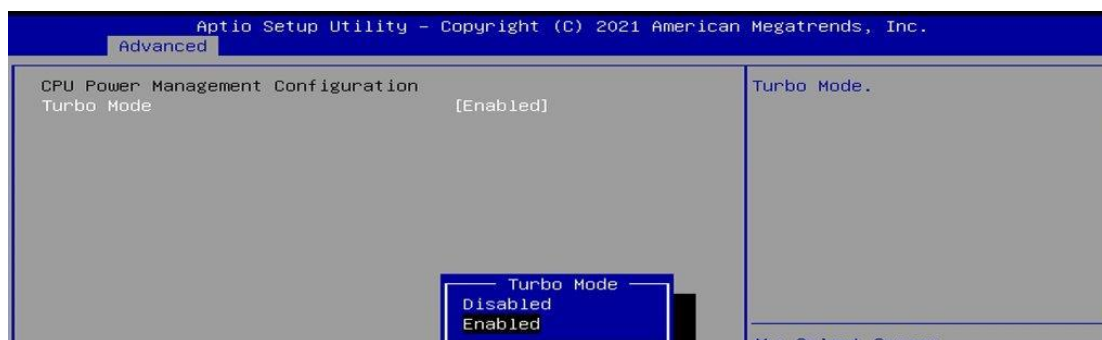 Aptio Setup Utility – Copyright (C) 2021 American Megatrends, Inc.
Advanced
CPU Power Management Configuration
Turbo Mode [Enabled]
Turbo Mode.
Turbo Mode
Disabled
Enabled